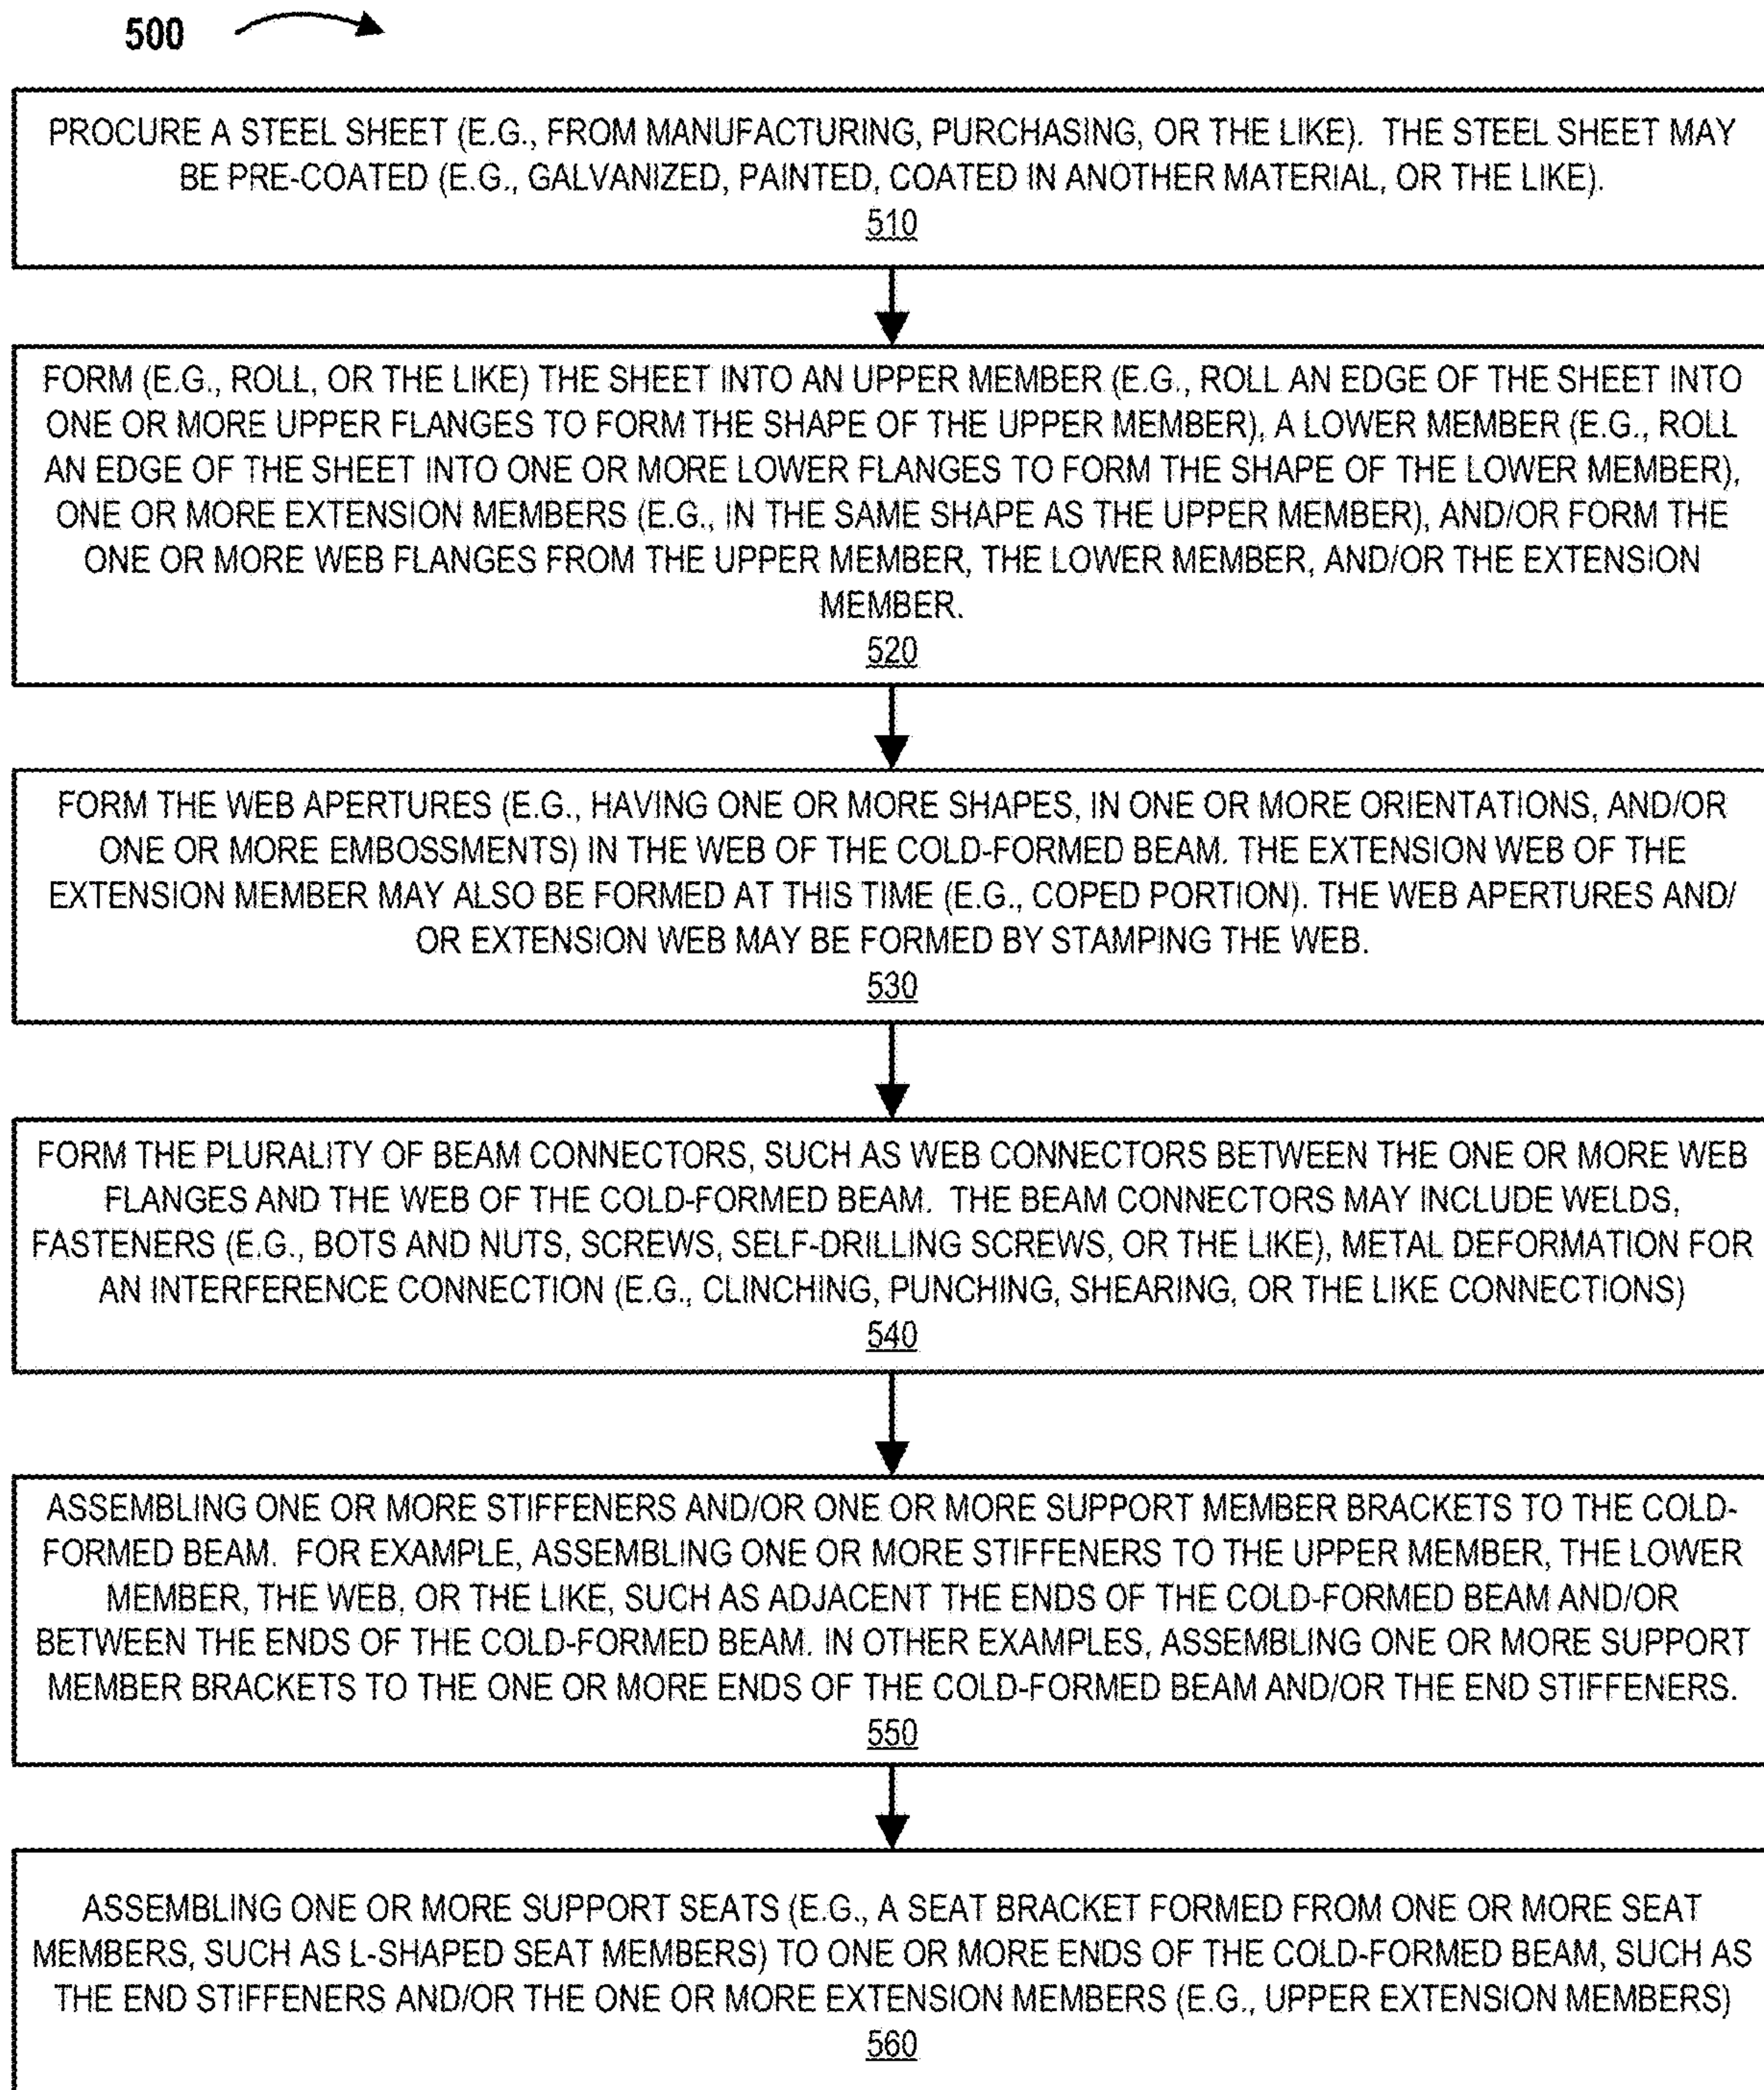 500
PROCURE A STEEL SHEET (E.G., FROM MANUFACTURING, PURCHASING, OR THE LIKE). THE STEEL SHEET MAY
BE PRE-COATED (E.G., GALVANIZED, PAINTED, COATED IN ANOTHER MATERIAL, OR THE LIKE).
510
FORM (E.G., ROLL, OR THE LIKE) THE SHEET INTO AN UPPER MEMBER (E.G., ROLL AN EDGE OF THE SHEET INTO
ONE OR MORE UPPER FLANGES TO FORM THE SHAPE OF THE UPPER MEMBER), A LOWER MEMBER (E.G., ROLL
AN EDGE OF THE SHEET INTO ONE OR MORE LOWER FLANGES TO FORM THE SHAPE OF THE LOWER MEMBER),
ONE OR MORE EXTENSION MEMBERS (E.G., IN THE SAME SHAPE AS THE UPPER MEMBER), AND/OR FORM THE
ONE OR MORE WEB FLANGES FROM THE UPPER MEMBER, THE LOWER MEMBER, AND/OR THE EXTENSION
MEMBER.
520
FORM THE WEB APERTURES (E.G., HAVING ONE OR MORE SHAPES, IN ONE OR MORE ORIENTATIONS, AND/OR
ONE OR MORE EMBOSSMENTS) IN THE WEB OF THE COLD-FORMED BEAM. THE EXTENSION WEB OF THE
EXTENSION MEMBER MAY ALSO BE FORMED AT THIS TIME (E.G., COPED PORTION). THE WEB APERTURES AND/
OR EXTENSION WEB MAY BE FORMED BY STAMPING THE WEB.
530
FORM THE PLURALITY OF BEAM CONNECTORS, SUCH AS WEB CONNECTORS BETWEEN THE ONE OR MORE WEB
FLANGES AND THE WEB OF THE COLD-FORMED BEAM. THE BEAM CONNECTORS MAY INCLUDE WELDS,
FASTENERS (E.G., BOTS AND NUTS, SCREWS, SELF-DRILLING SCREWS, OR THE LIKE), METAL DEFORMATION FOR
AN INTERFERENCE CONNECTION (E.G., CLINCHING, PUNCHING, SHEARING, OR THE LIKE CONNECTIONS)
540
ASSEMBLING ONE OR MORE STIFFENERS AND/OR ONE OR MORE SUPPORT MEMBER BRACKETS TO THE COLD-
FORMED BEAM. FOR EXAMPLE, ASSEMBLING ONE OR MORE STIFFENERS TO THE UPPER MEMBER, THE LOWER
MEMBER, THE WEB, OR THE LIKE, SUCH AS ADJACENT THE ENDS OF THE COLD-FORMED BEAM AND/OR
BETWEEN THE ENDS OF THE COLD-FORMED BEAM. IN OTHER EXAMPLES, ASSEMBLING ONE OR MORE SUPPORT
MEMBER BRACKETS TO THE ONE OR MORE ENDS OF THE COLD-FORMED BEAM AND/OR THE END STIFFENERS.
550
ASSEMBLING ONE OR MORE SUPPORT SEATS (E.G., A SEAT BRACKET FORMED FROM ONE OR MORE SEAT
MEMBERS, SUCH AS L-SHAPED SEAT MEMBERS) TO ONE OR MORE ENDS OF THE COLD-FORMED BEAM, SUCH AS
THE END STIFFENERS AND/OR THE ONE OR MORE EXTENSION MEMBERS (E.G., UPPER EXTENSION MEMBERS)
560